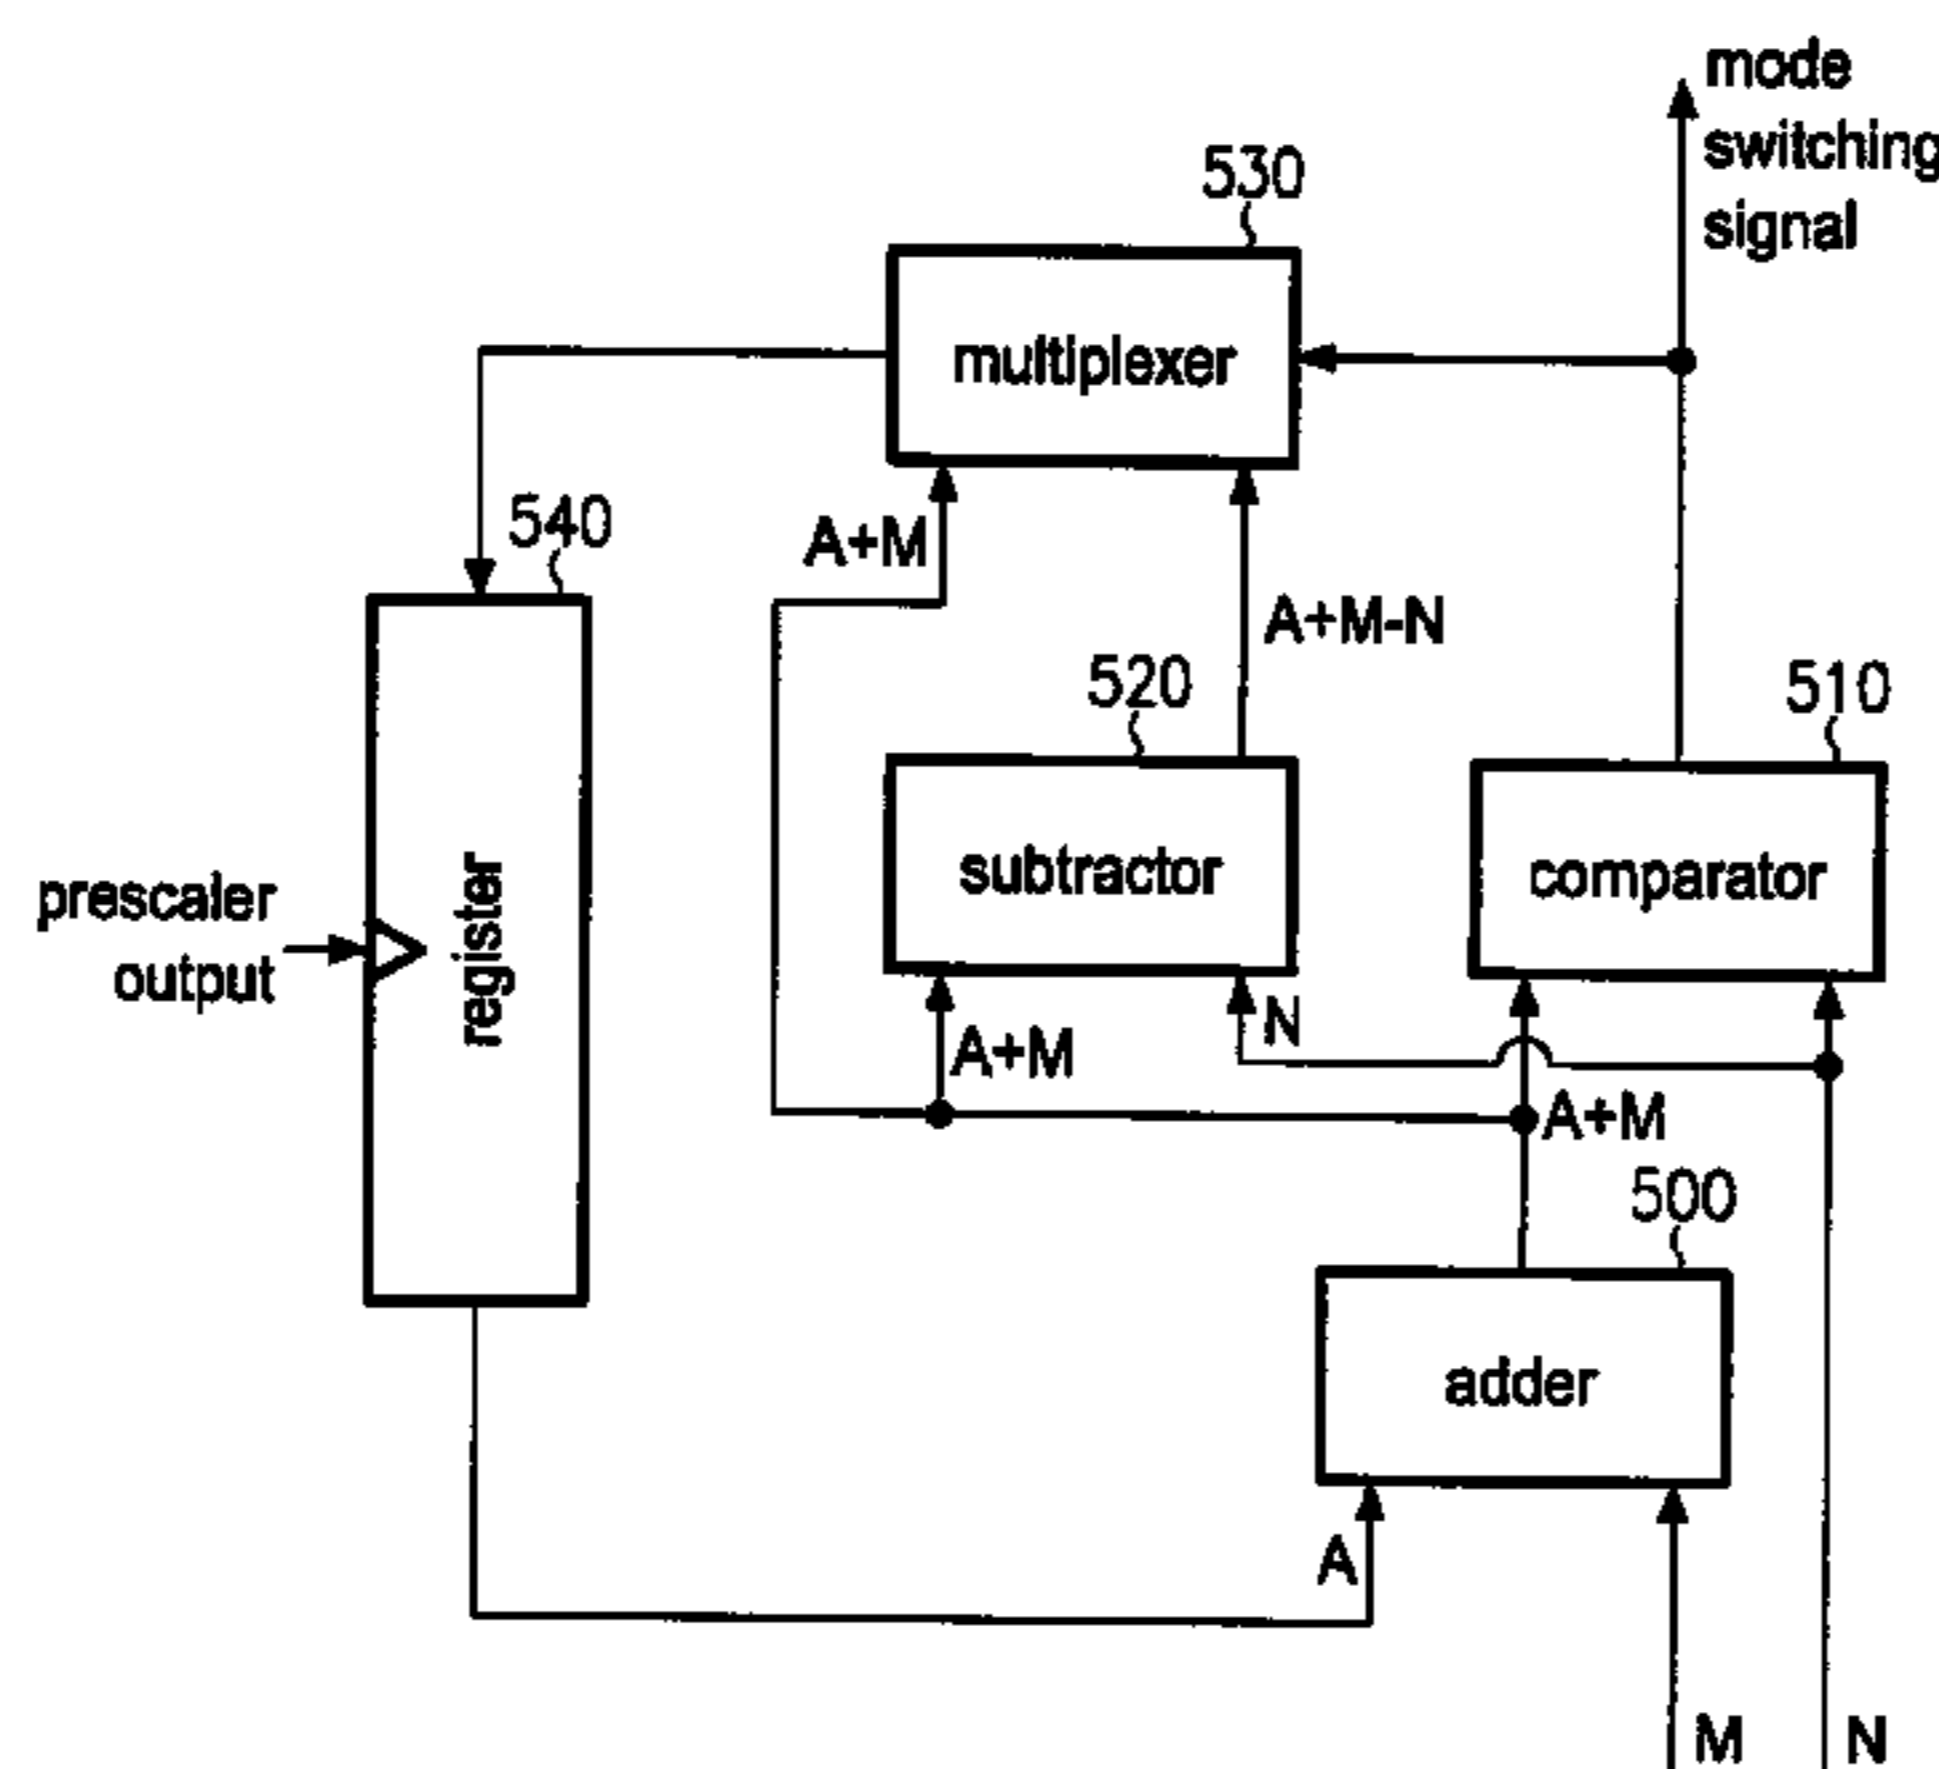 mode
switching
signal
530
multiplexer
540
A+M
A+M-N
520
510
prescaler
output
register
subtractor
comparator
N
A+M
A+M
500
adder
A
M
N